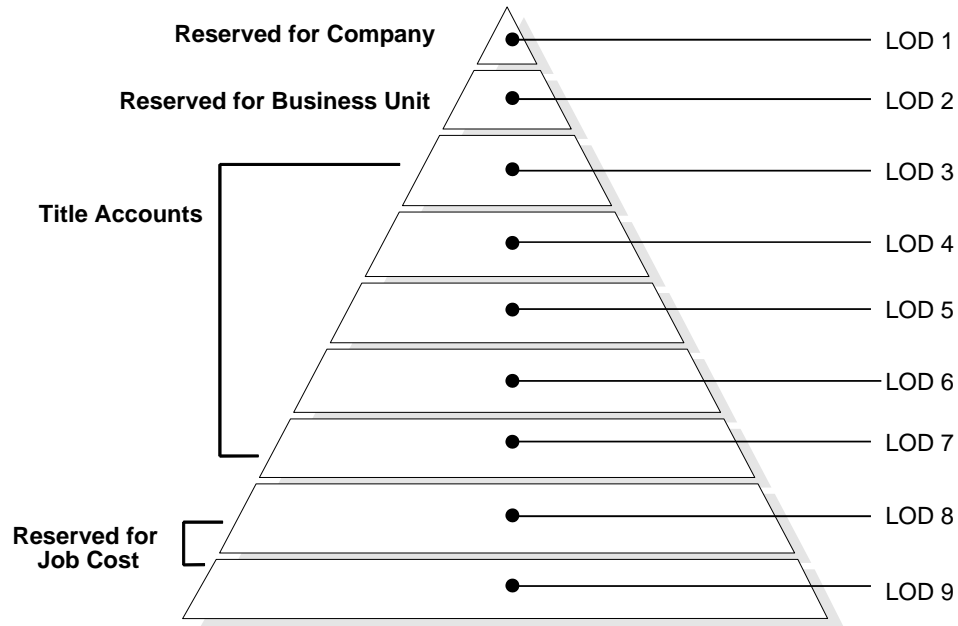 Reserved for Company
LOD 1
Reserved for Business Unit
LOD 2
LOD 3
Title Accounts
LOD 4
LOD 5
LOD 6
LOD 7
LOD 8
Reserved for
Job Cost
LOD 9